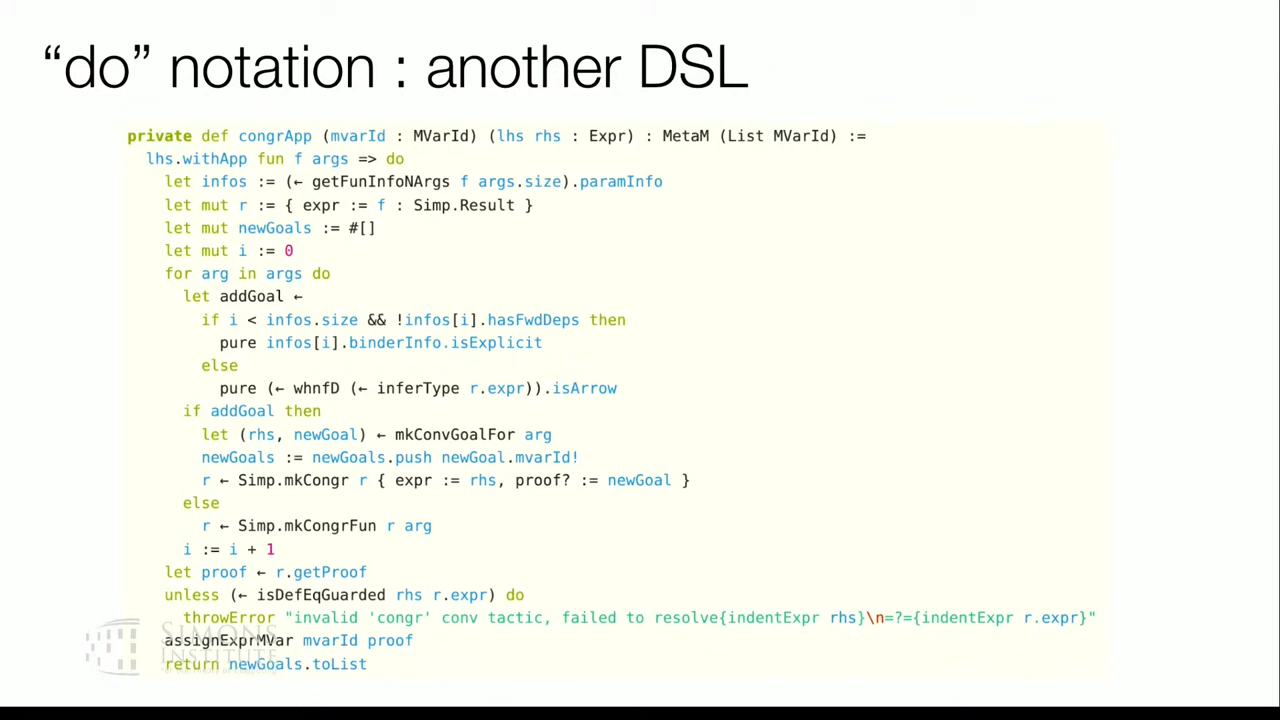 “do” notation : another DSL
private def congrApp (mvarId : MVarId) (lhs rhs : Expr) : MetaM (List MVarId) :=
  lhs.withApp fun f args => do
    let infos := (← getFunInfoNArgs f args.size).paramInfo
    let mut r := { expr := f : Simp.Result }
    let mut newGoals := #[]
    let mut i := 0
    for arg in args do
      let addGoal ←
        if i < infos.size && !infos[i].hasFwdDeps then
          pure infos[i].binderInfo.isExplicit
        else
          pure (← whnfD (← inferType r.expr)).isArrow
      if addGoal then
        let (rhs, newGoal) ← mkConvGoalFor arg
        newGoals := newGoals.push newGoal.mvarId!
        r ← Simp.mkCongr r { expr := rhs, proof? := newGoal }
      else
        r ← Simp.mkCongrFun r arg
      i := i + 1
    let proof ← r.getProof
    unless (← isDefEqGuarded rhs r.expr) do
      throwError "invalid 'congr' conv tactic, failed to resolve{indentExpr rhs}\n=?={indentExpr r.expr}"
    assignExprMVar mvarId proof
    return newGoals.toList
SIMONS
INSTITUTE